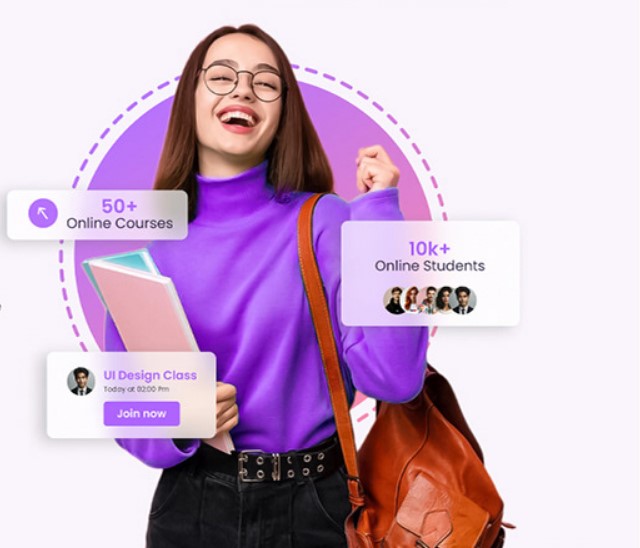 50+
Online Courses
10k+
Online Students
UI Design Class
Today at 02:00 Pm
Join now